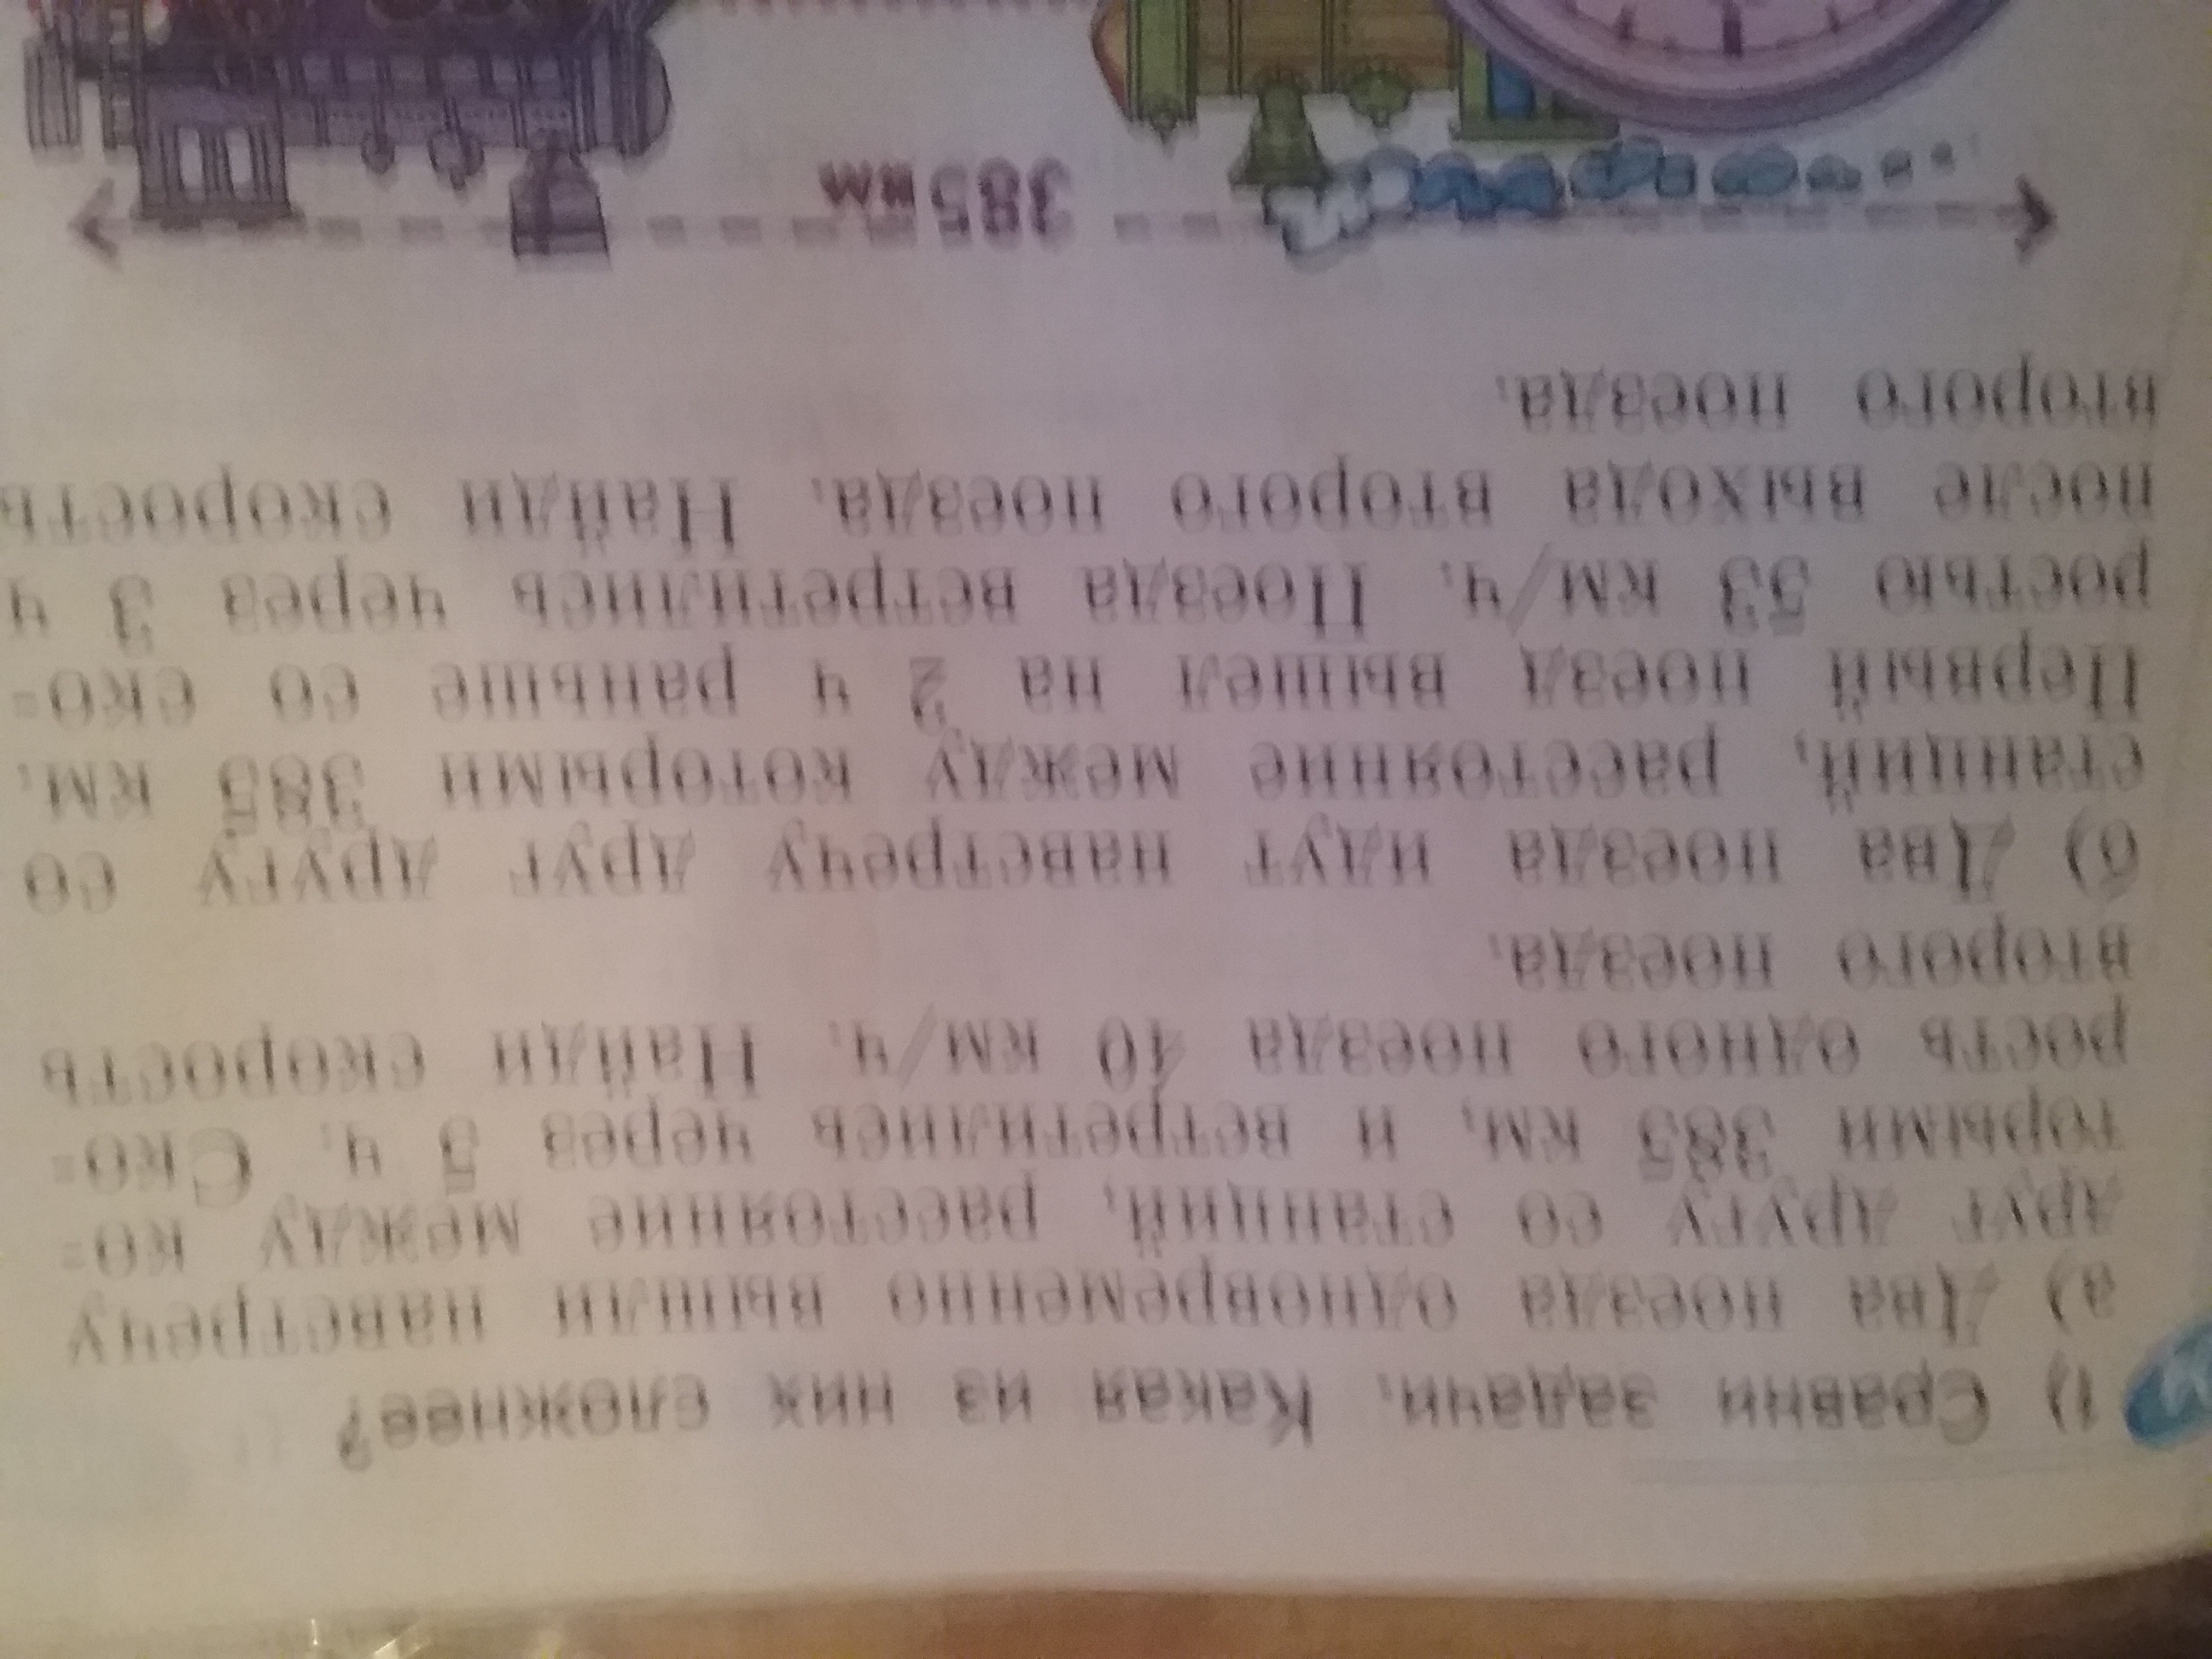 1) Сравни задачи. Какая из них сложнее?
а) Два поезда одновременно вышли навстречу
друг другу со станций, расстояние между ко-
торыми 385 км, и встретились через 5 ч. Ско-
рость одного поезда 40 км/ч. Найди скорость
второго поезда.
б) Два поезда идут навстречу друг другу со
станций, расстояние между которыми 385 км.
Первый поезд вышел на 2 ч раньше со ско-
ростью 53 км/ч. Поезда встретились через 3 ч
после выхода второго поезда. Найди скорость
второго поезда.
385 км